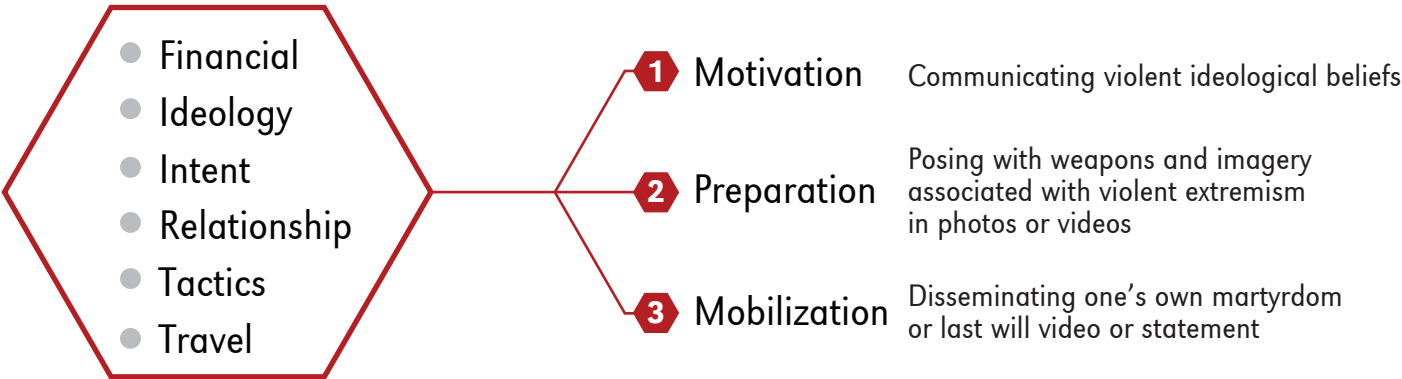 Financial
Ideology
Intent
Relationship
Tactics
Travel
1 Motivation Communicating violent ideological beliefs
2 Preparation
Posing with weapons and imagery
associated with violent extremism
in photos or videos
3 Mobilization
Disseminating one’s own martyrdom
or last will video or statement